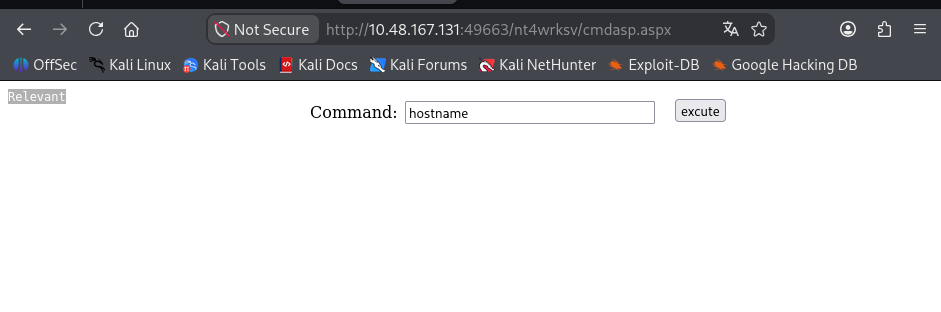 Not Secure http://10.48.167.131:49663/nt4wrksv/cmdasp.aspx
OffSec Kali Linux Kali Tools Kali Docs Kali Forums Kali NetHunter Exploit-DB Google Hacking DB
Relevant
Command: hostname excute